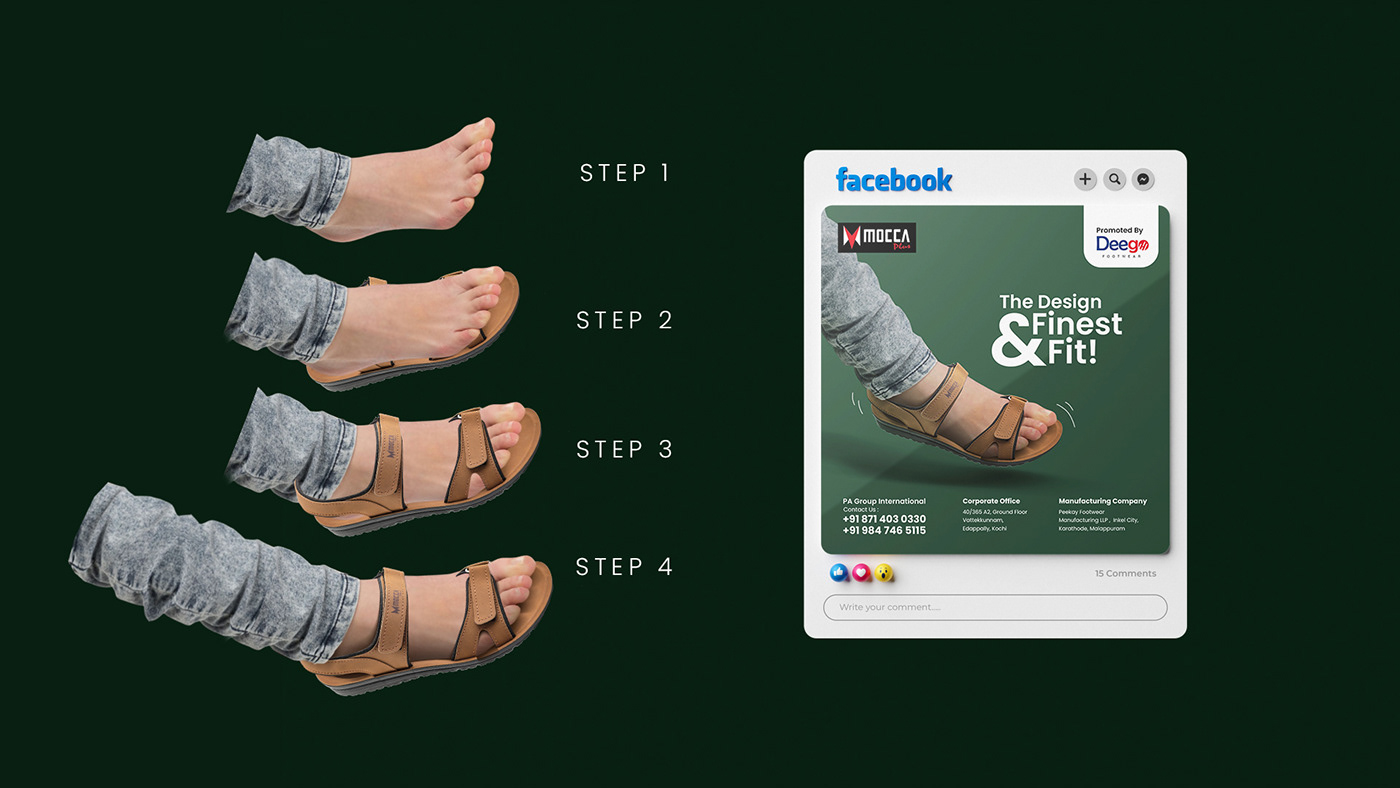 STEP 1
STEP 2
STEP 3
STEP 4
facebook
MOCCA
Plus
Promoted By
Deego
FOOTWEAR
The Design
& Finest
Fit!
PA Group International
Contact Us :
+91 871 403 0330
+91 984 746 5115
Corporate Office
40/365 A2, Ground Floor
Vattekkunnam,
Edappally, Kochi
Manufacturing Company
Peekay Footwear
Manufacturing LLP , Inkel City,
Karathode, Malappuram
15 Comments
Write your comment.....